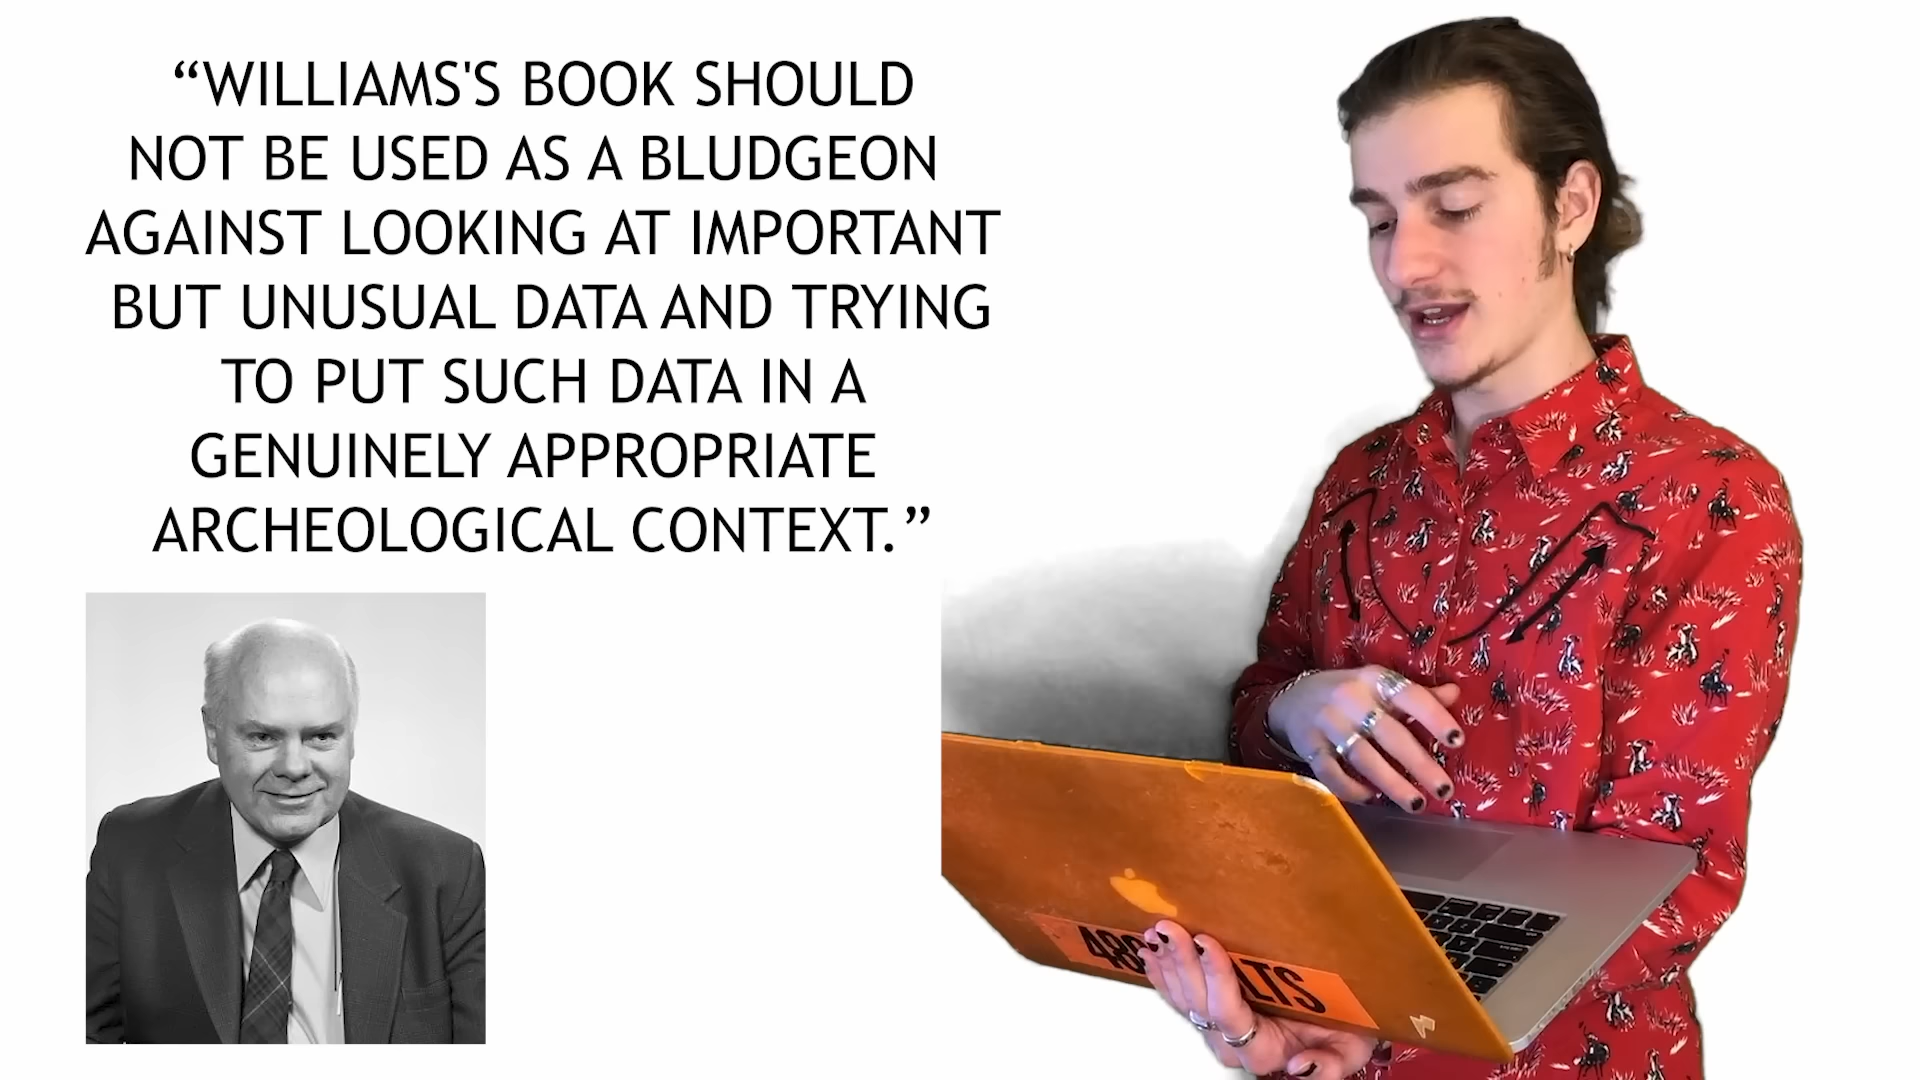 “WILLIAMS'S BOOK SHOULD
NOT BE USED AS A BLUDGEON
AGAINST LOOKING AT IMPORTANT
BUT UNUSUAL DATA AND TRYING
TO PUT SUCH DATA IN A
GENUINELY APPROPRIATE
ARCHEOLOGICAL CONTEXT.”